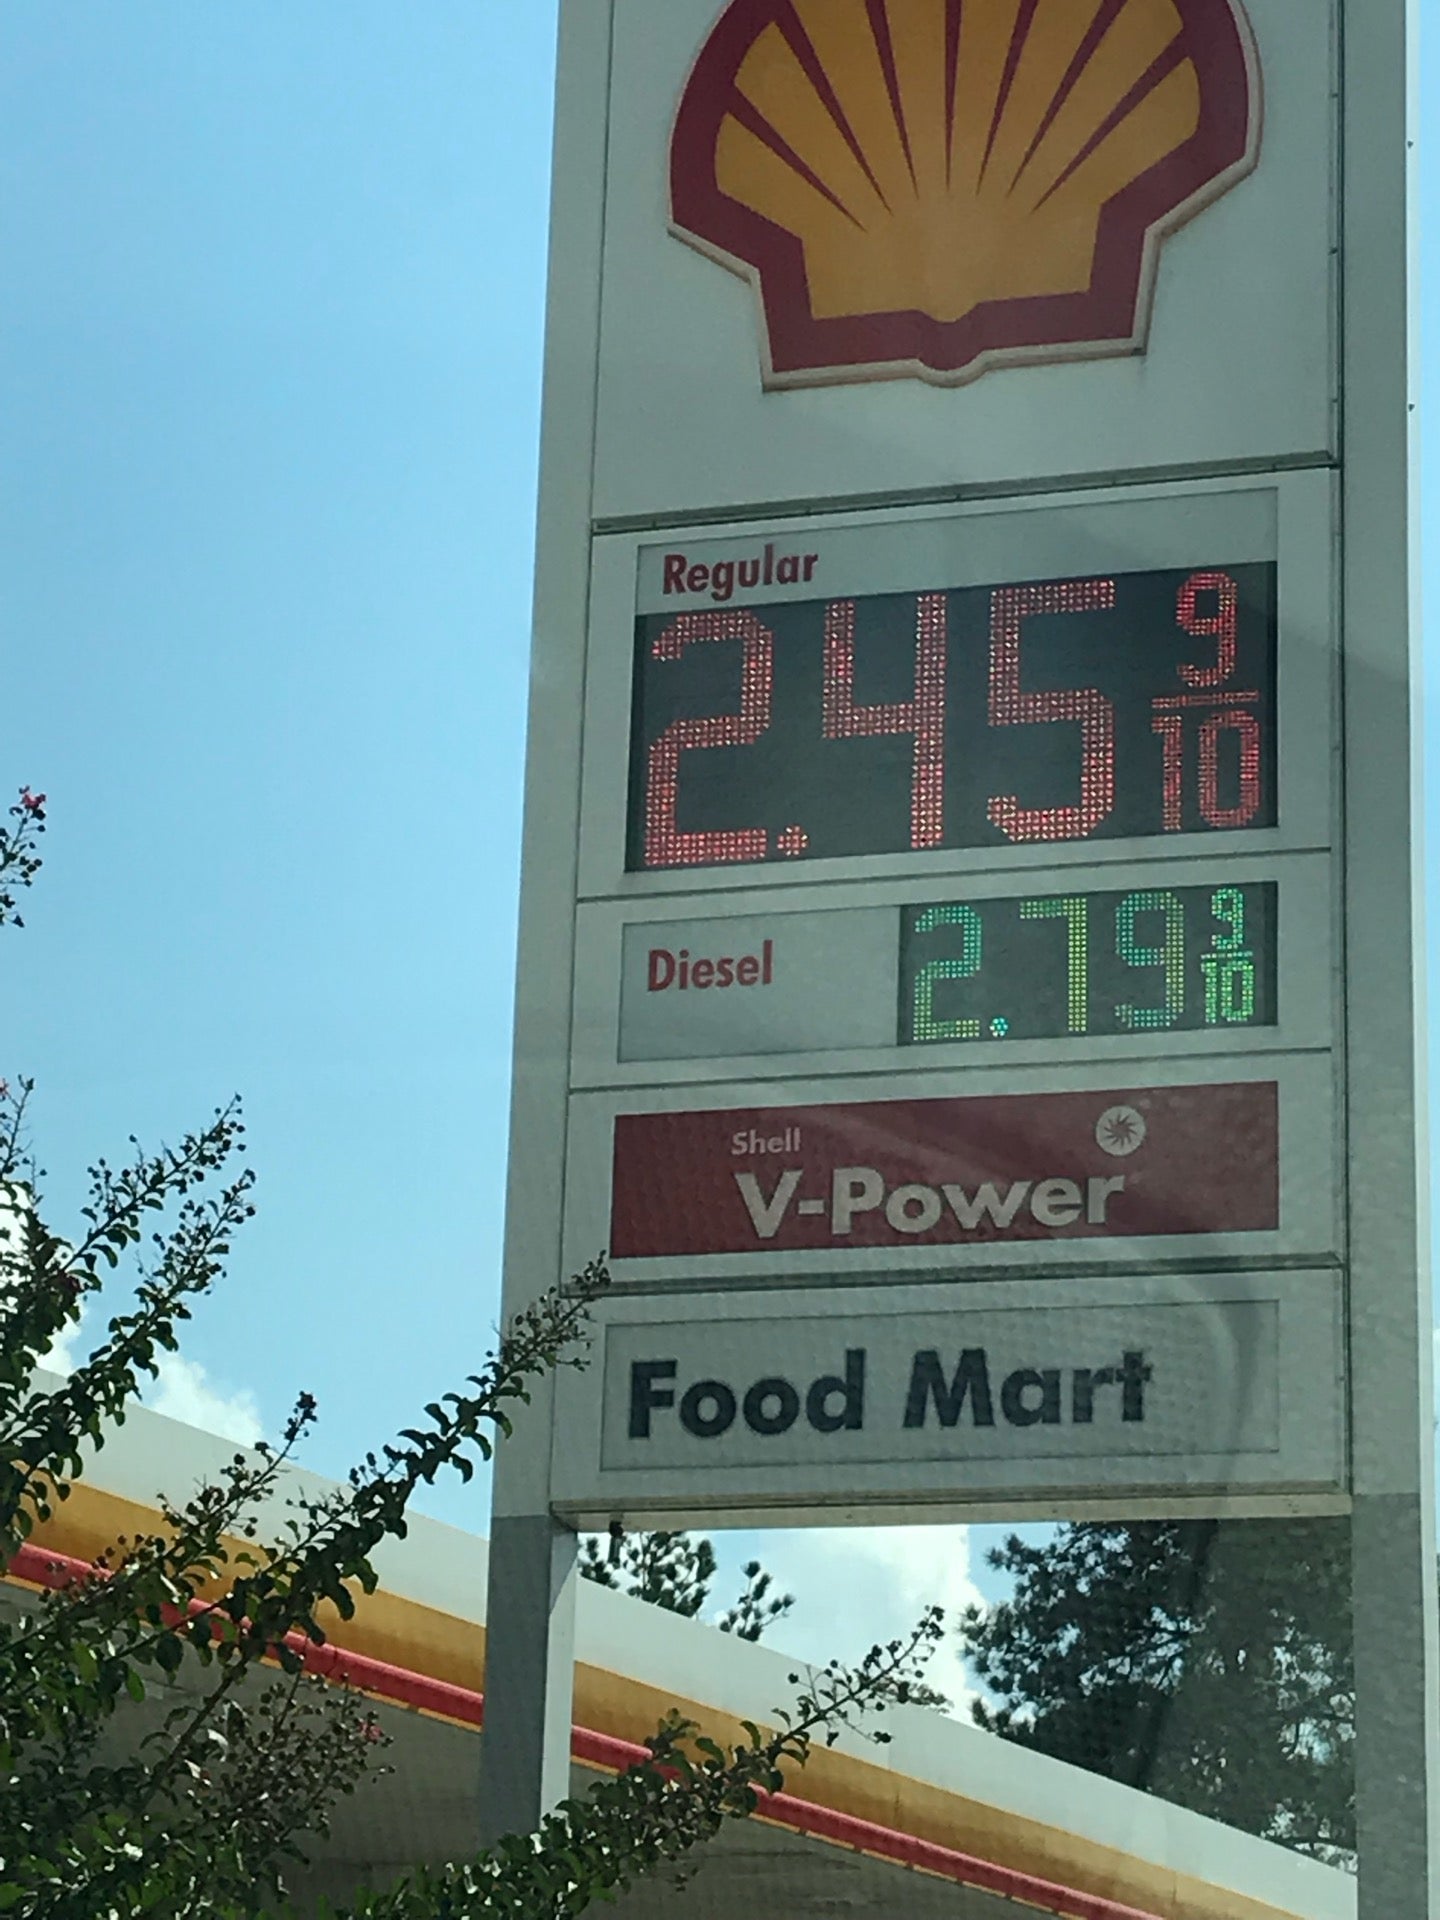 Regular
2.45 9/10
Diesel
2.79 9/10
Shell
V-Power
Food Mart